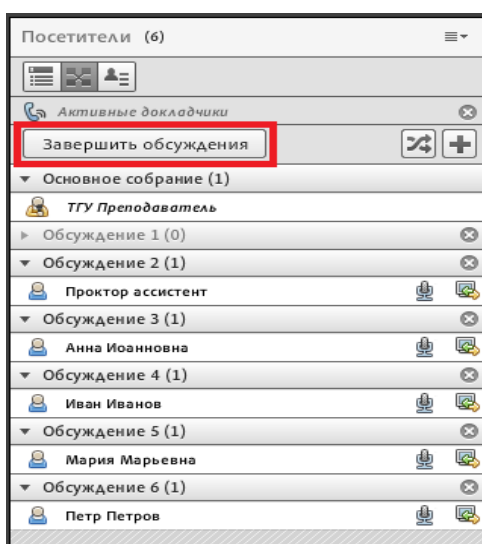 Посетители (6)
Активные докладчики
Завершить обсуждения
Основное собрание (1)
ТГУ Преподаватель
Обсуждение 1 (0)
Обсуждение 2 (1)
Проктор ассистент
Обсуждение 3 (1)
Анна Иоанновна
Обсуждение 4 (1)
Иван Иванов
Обсуждение 5 (1)
Мария Марьевна
Обсуждение 6 (1)
Петр Петров